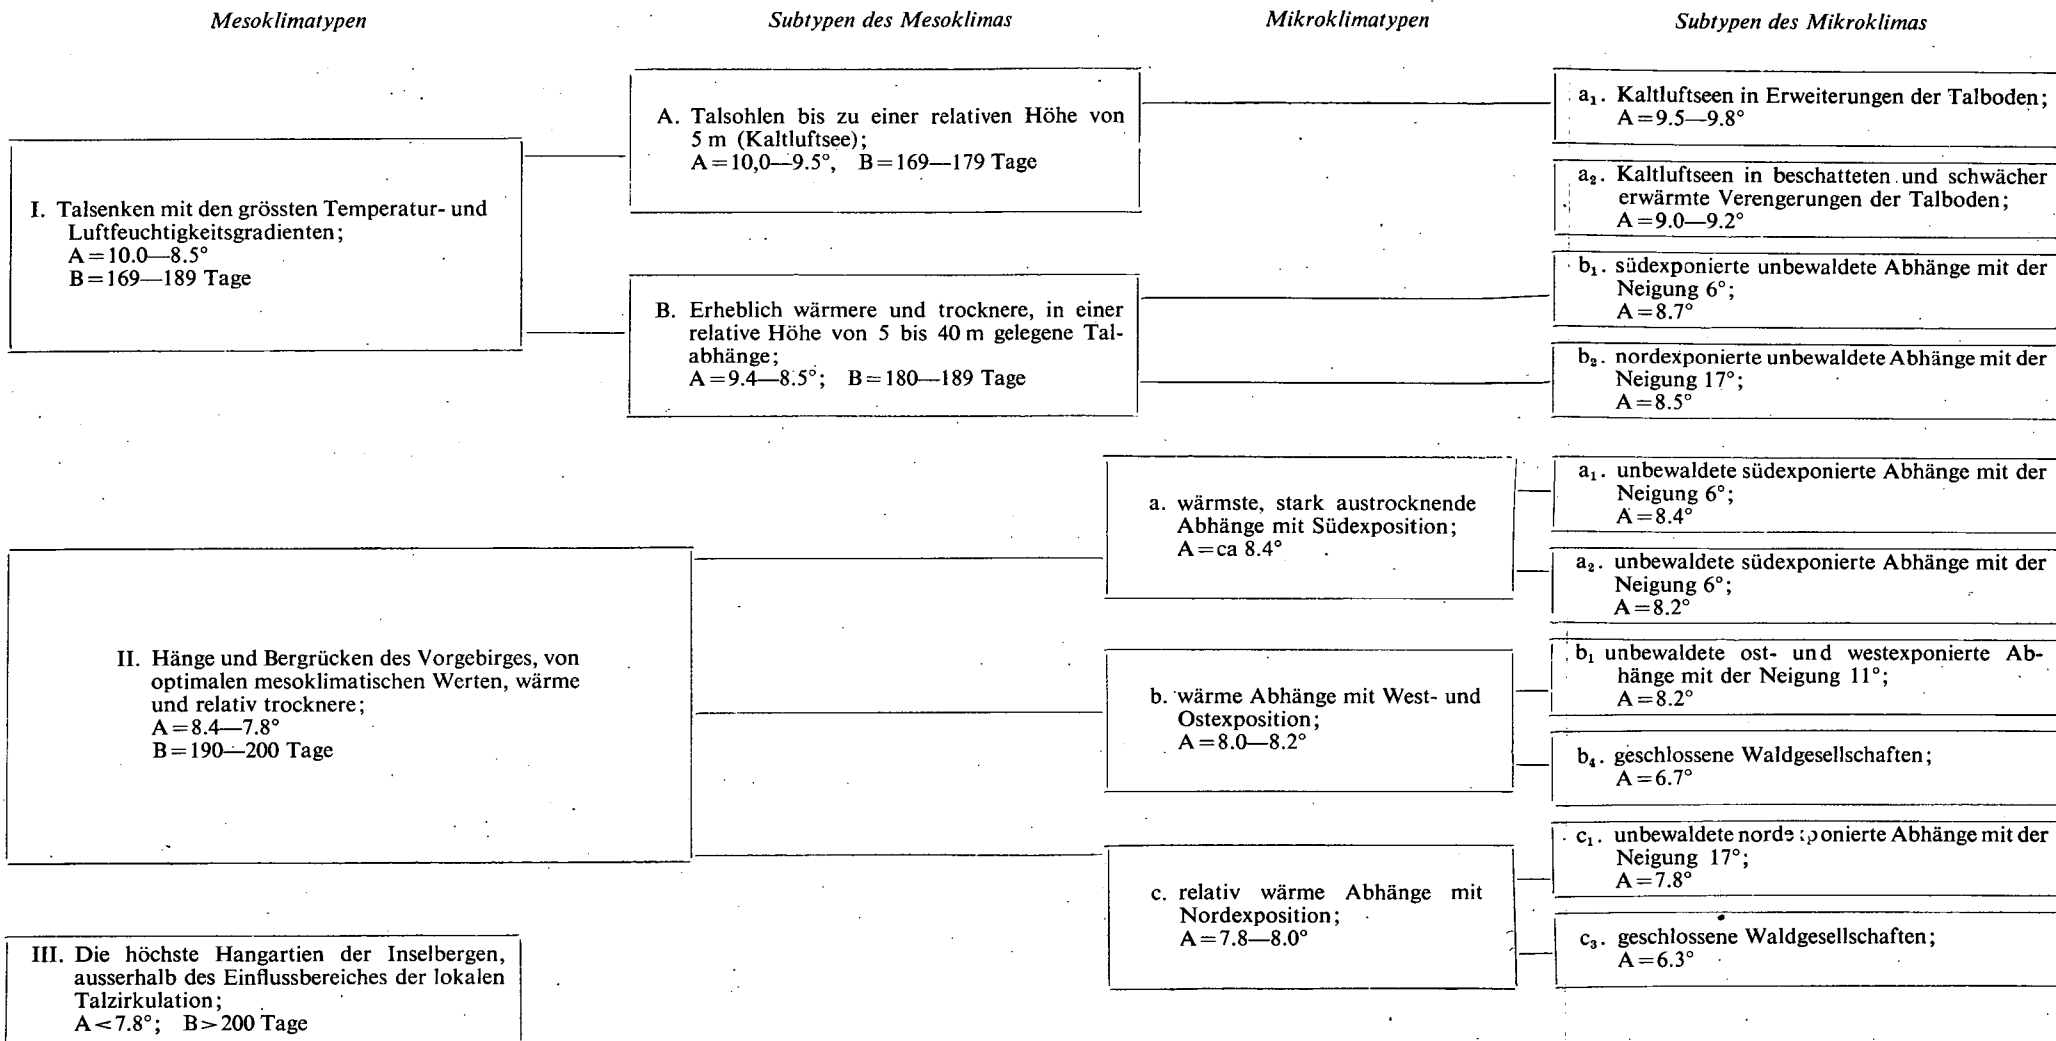 Mesoklimatypen
Subtypen des Mesoklimas
Mikroklimatypen
Subtypen des Mikroklimas
I. Talsenken mit den grössten Temperatur- und
Luftfeuchtigkeitsgradienten;
A=10.0—8.5°
B=169—189 Tage
A. Talsohlen bis zu einer relativen Höhe von
5 m (Kaltluftsee);
A=10,0—9.5°, B=169—179 Tage
B. Erheblich wärmere und trocknere, in einer
relative Höhe von 5 bis 40 m gelegene Tal-
abhänge;
A=9.4—8.5°; B=180—189 Tage
a₁. Kaltluftseen in Erweiterungen der Talboden;
A=9.5—9.8°
a₂. Kaltluftseen in beschatteten und schwächer
erwärmte Verengerungen der Talboden;
A=9.0—9.2°
b₁. südexponierte unbewaldete Abhänge mit der
Neigung 6°;
A=8.7°
b₂. nordexponierte unbewaldete Abhänge mit der
Neigung 17°;
A=8.5°
II. Hänge und Bergrücken des Vorgebirges, von
optimalen mesoklimatischen Werten, wärme
und relativ trocknere;
A=8.4—7.8°
B=190—200 Tage
a. wärmste, stark austrocknende
Abhänge mit Südexposition;
A=ca 8.4°
b. wärme Abhänge mit West- und
Ostexposition;
A=8.0—8.2°
c. relativ wärme Abhänge mit
Nordexposition;
A=7.8—8.0°
a₁. unbewaldete südexponierte Abhänge mit der
Neigung 6°;
A=8.4°
a₂. unbewaldete südexponierte Abhänge mit der
Neigung 6°;
A=8.2°
b₁ unbewaldete ost- und westexponierte Ab-
hänge mit der Neigung 11°;
A=8.2°
b₄. geschlossene Waldgesellschaften;
A=6.7°
c₁. unbewaldete nordexponierte Abhänge mit der
Neigung 17°;
A=7.8°
c₃. geschlossene Waldgesellschaften;
A=6.3°
III. Die höchste Hangartien der Inselbergen,
ausserhalb des Einflussbereiches der lokalen
Talzirkulation;
A<7.8°; B>200 Tage